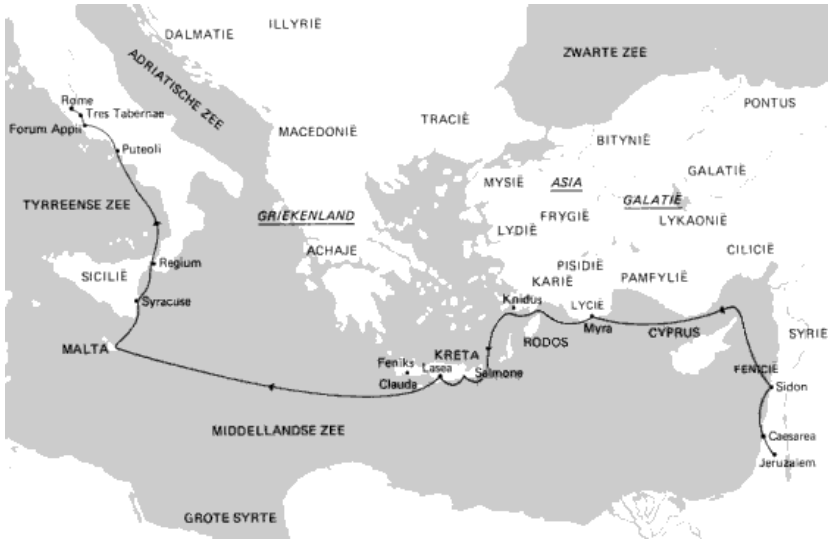 ILLYRIË
DALMATIË
ZWARTE ZEE
ADRIATISCHE ZEE
Rome
Tres Tabernae
Forum Appii
PONTUS
TRACIË
MACEDONIË
BITYNIË
Puteoli
GALATIË
MYSIË
ASIA
GALATIË
TYRREENSE ZEE
GRIEKENLAND
FRYGIË
LYKAONIË
LYDIË
ACHAJE
CILICIË
Regium
PISIDIË
SICILIË
KARIË
PAMFYLIË
Syracuse
Knidus
LYCIË
Myra
CYPRUS
SYRIË
RODOS
MALTA
KRETA
Feniks
Lasea
Salmone
FENICIË
Clauda
Sidon
MIDDELLANDSE ZEE
Caesarea
Jeruzalem
GROTE SYRTE